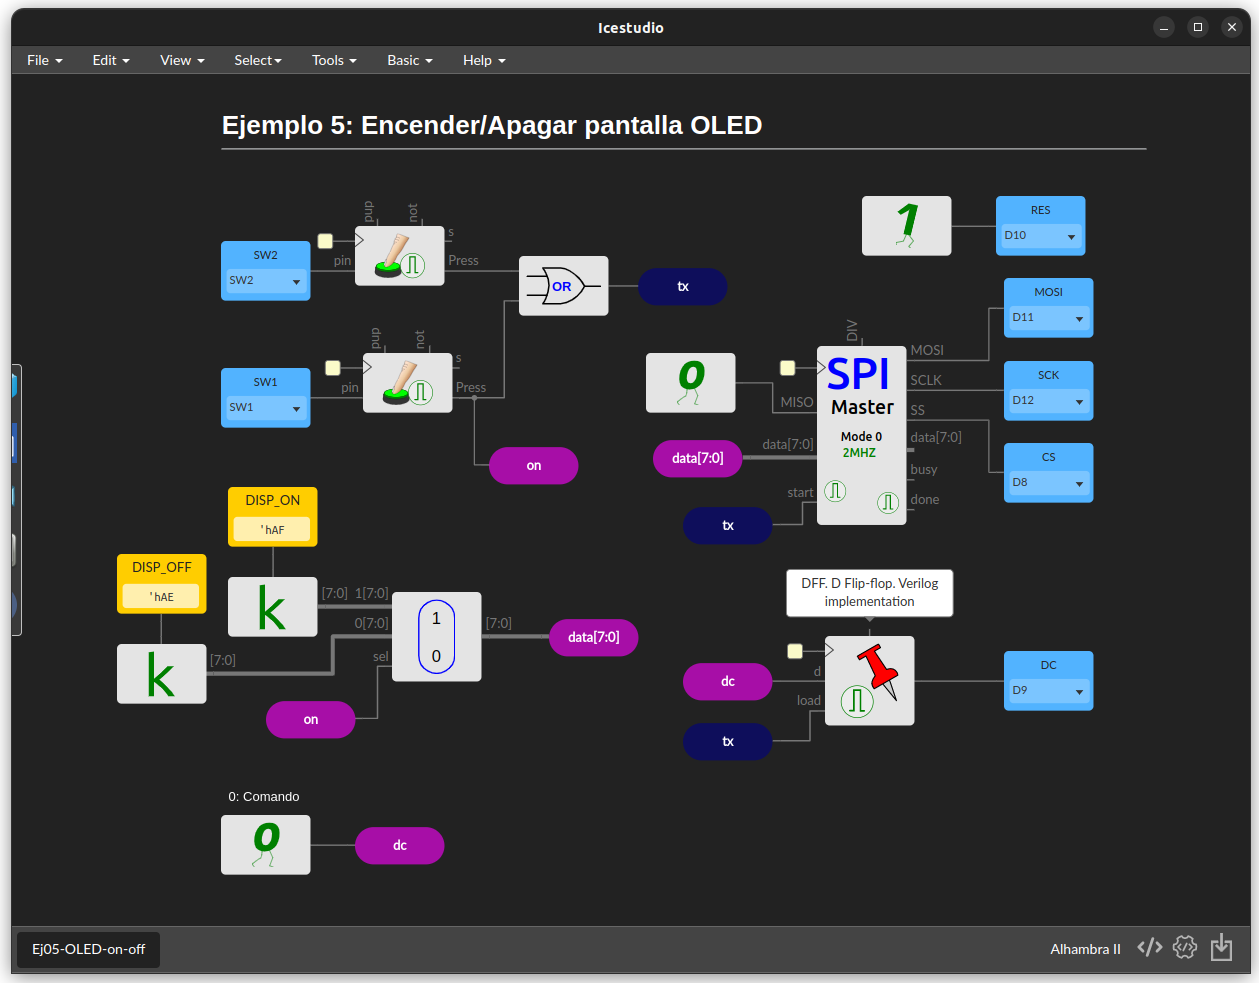 Icestudio
File Edit View Select Tools Basic Help
Ejemplo 5: Encender/Apagar pantalla OLED
pup not
SW2
SW2
pin
s
Press
OR
tx
pup not
SW1
SW1
pin
s
Press
on
1
RES
D10
MOSI
D11
SCK
D12
CS
D8
0
DIV
SPI
Master
Mode 0
2MHZ
MISO
data[7:0]
data[7:0]
start
tx
MOSI
SCLK
SS
data[7:0]
busy
done
DISP_ON
'hAF
DISP_OFF
'hAE
k
[7:0] 1[7:0]
k
[7:0]
0[7:0]
sel
1
0
[7:0]
data[7:0]
on
DFF. D Flip-flop. Verilog
implementation
dc
d
load
tx
DC
D9
0: Comando
0
dc
Ej05-OLED-on-off
Alhambra II